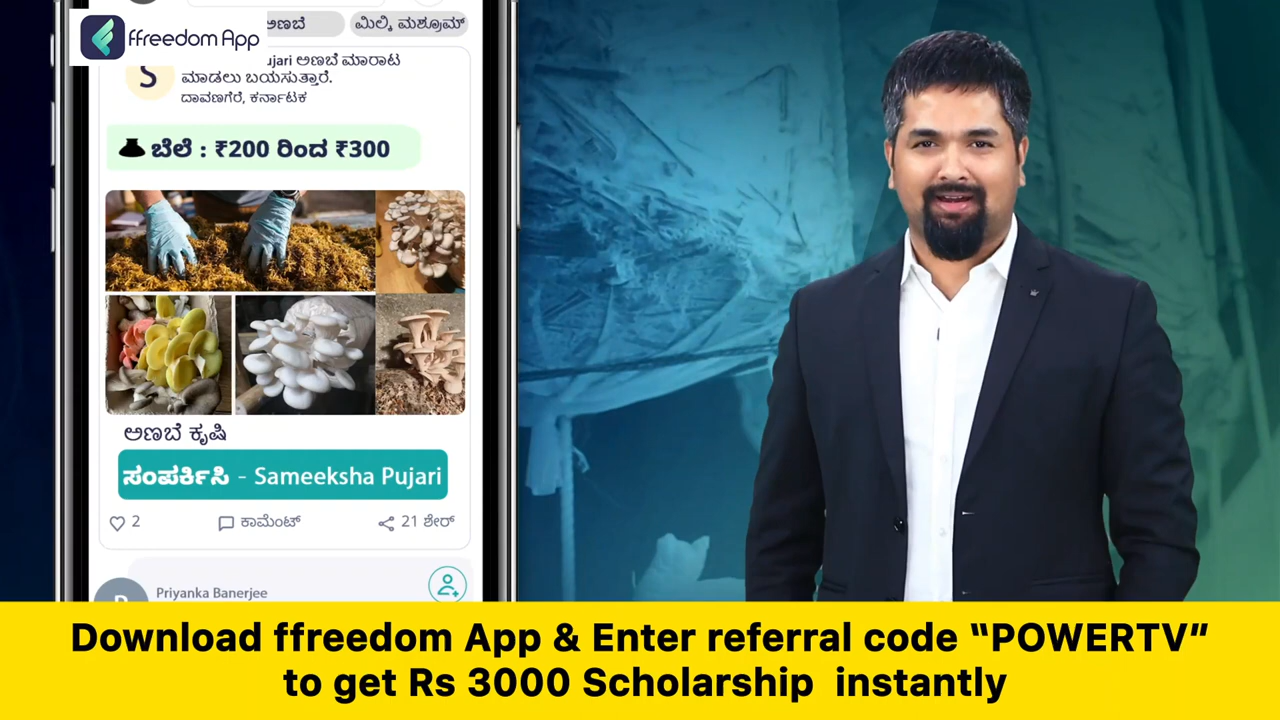 ಅಣಬೆ
ಮಿಲ್ಕಿ ಮಶ್ರೂಮ್
ffreedom App
S
ujari ಅಣಬೆ ಮಾರಾಟ
ಮಾಡಲು ಬಯಸುತ್ತಾರೆ.
ದಾವಣಗೆರೆ, ಕರ್ನಾಟಕ
ಬೆಲೆ : ₹200 ರಿಂದ ₹300
ಅಣಬೆ ಕೃಷಿ
ಸಂಪರ್ಕಿಸಿ - Sameeksha Pujari
2
ಕಾಮೆಂಟ್
21 ಶೇರ್
Priyanka Banerjee
Download ffreedom App & Enter referral code “POWERTV”
to get Rs 3000 Scholarship instantly